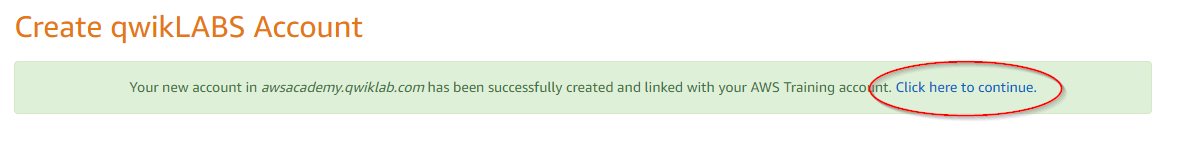 Create qwikLABS Account
Your new account in awsacademy.qwiklab.com has been successfully created and linked with your AWS Training account. Click here to continue.